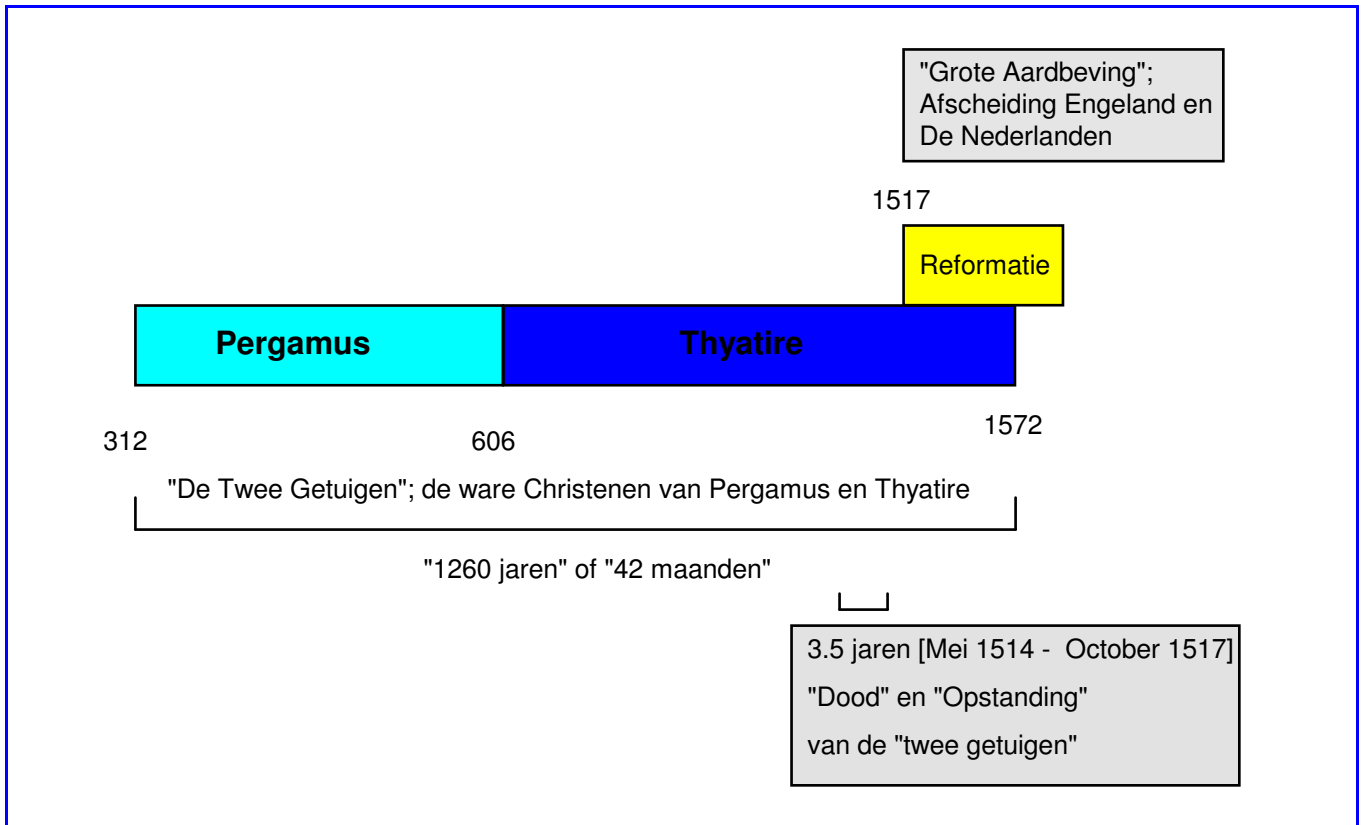 "Grote Aardbeving";
Afscheiding Engeland en
De Nederlanden
1517
Reformatie
Pergamus
Thyatire
312
606
1572
"De Twee Getuigen"; de ware Christenen van Pergamus en Thyatire
"1260 jaren" of "42 maanden"
3.5 jaren [Mei 1514 - October 1517]
"Dood" en "Opstanding"
van de "twee getuigen"